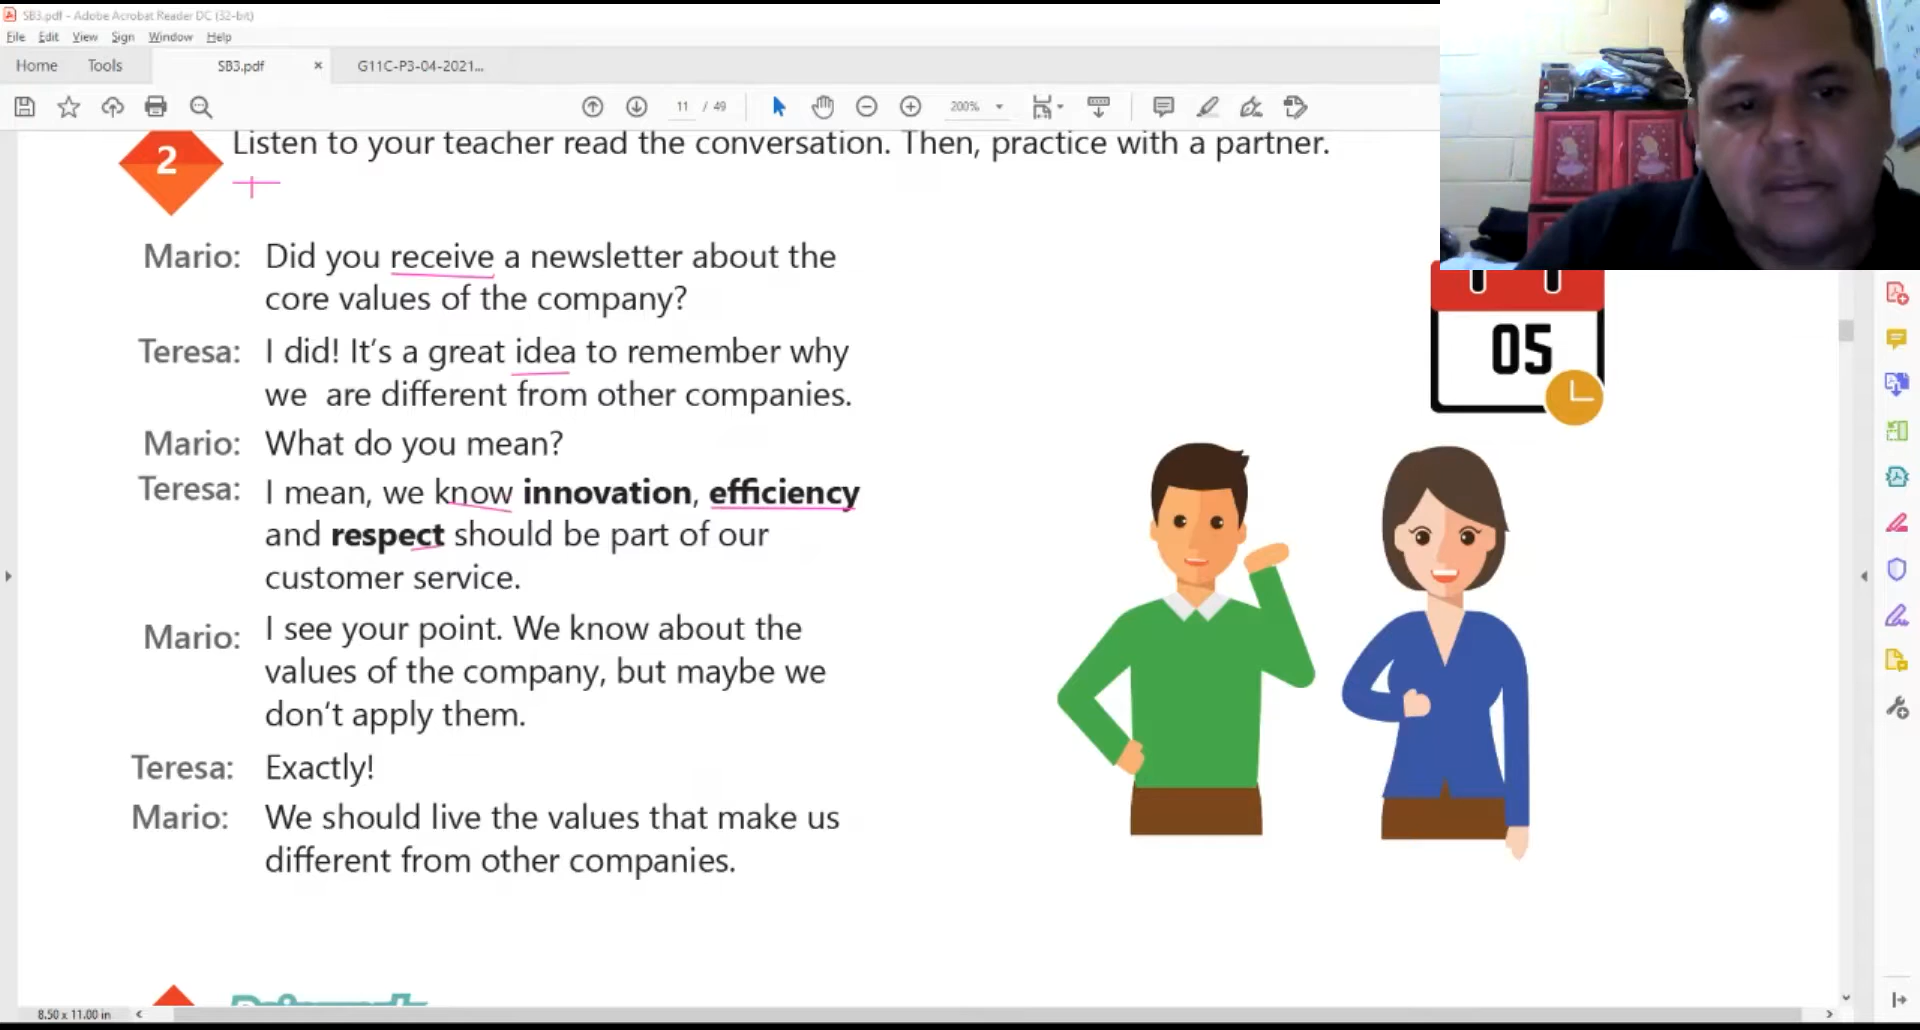 SB3.pdf - Adobe Acrobat Reader DC (32-bit)
File Edit View Sign Window Help
Home Tools SB3.pdf × G11C-P3-04-2021...
11 / 49 200%
2 Listen to your teacher read the conversation. Then, practice with a partner.
Mario: Did you receive a newsletter about the
core values of the company?
Teresa: I did! It's a great idea to remember why
we are different from other companies.
Mario: What do you mean?
Teresa: I mean, we know innovation, efficiency
and respect should be part of our
customer service.
Mario: I see your point. We know about the
values of the company, but maybe we
don't apply them.
Teresa: Exactly!
Mario: We should live the values that make us
different from other companies.
05
8.50 x 11.00 in